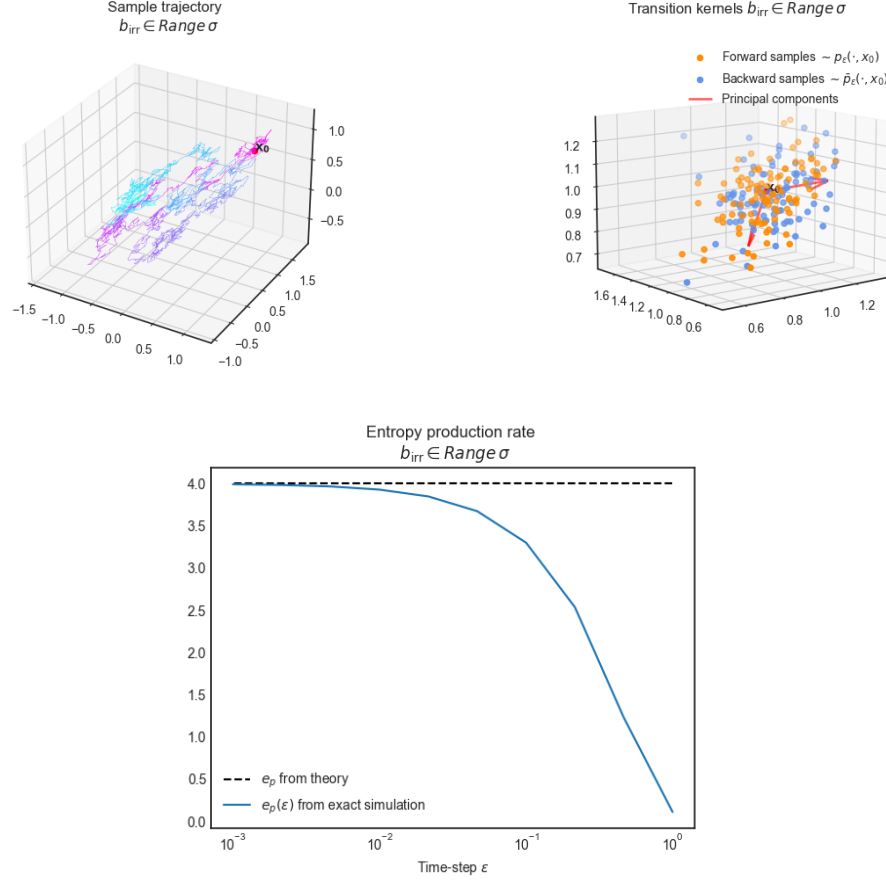 Sample trajectory
b_irr ∈ Range σ
x₀
1.0
0.5
0.0
−0.5
−1.5
−1.0
−0.5
0.0
0.5
1.0
−1.0
−0.5
0.0
0.5
1.0
1.5
Transition kernels b_irr ∈ Range σ
Forward samples ∼ p_ε(·, x₀)
Backward samples ∼ p̄_ε(·, x₀)
Principal components
x₀
1.2
1.1
1.0
0.9
0.8
0.7
1.6 1.4 1.2 1.0 0.8 0.6
0.6 0.8 1.0 1.2
Entropy production rate
b_irr ∈ Range σ
4.0
3.5
3.0
2.5
2.0
1.5
1.0
0.5
0.0
e_p from theory
e_p(ε) from exact simulation
10⁻³ 10⁻² 10⁻¹ 10⁰
Time-step ε